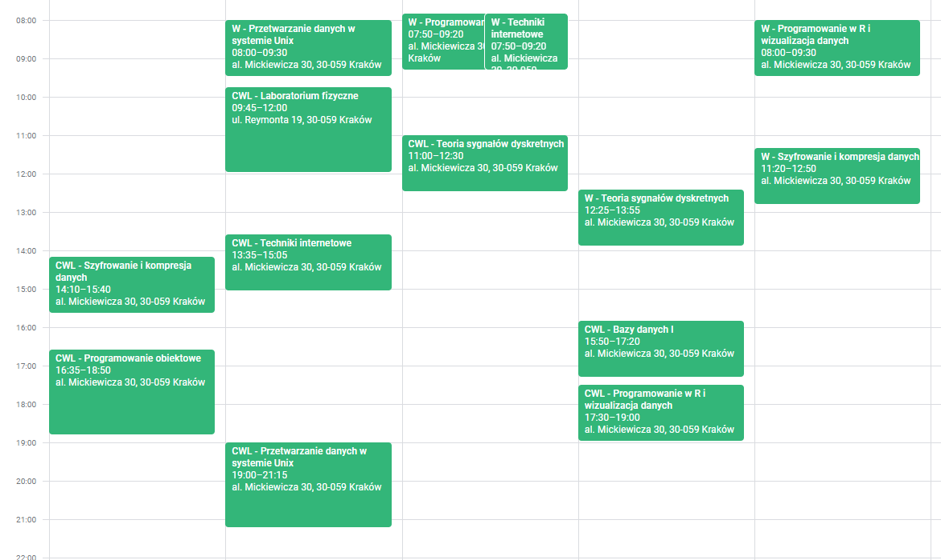 08:00
09:00
10:00
11:00
12:00
13:00
14:00
15:00
16:00
17:00
18:00
19:00
20:00
21:00
22:00
CWL - Szyfrowanie i kompresja
danych
14:10–15:40
al. Mickiewicza 30, 30-059 Kraków
CWL - Programowanie obiektowe
16:35–18:50
al. Mickiewicza 30, 30-059 Kraków
W - Przetwarzanie danych w
systemie Unix
08:00–09:30
al. Mickiewicza 30, 30-059 Kraków
CWL - Laboratorium fizyczne
09:45–12:00
ul. Reymonta 19, 30-059 Kraków
CWL - Techniki internetowe
13:35–15:05
al. Mickiewicza 30, 30-059 Kraków
CWL - Przetwarzanie danych w
systemie Unix
19:00–21:15
al. Mickiewicza 30, 30-059 Kraków
W - Programowan
07:50–09:20
al. Mickiewicza 30
Kraków
W - Techniki
internetowe
07:50–09:20
al. Mickiewicza
30, 30-059
CWL - Teoria sygnałów dyskretnych
11:00–12:30
al. Mickiewicza 30, 30-059 Kraków
W - Teoria sygnałów dyskretnych
12:25–13:55
al. Mickiewicza 30, 30-059 Kraków
CWL - Bazy danych I
15:50–17:20
al. Mickiewicza 30, 30-059 Kraków
CWL - Programowanie w R i
wizualizacja danych
17:30–19:00
al. Mickiewicza 30, 30-059 Kraków
W - Programowanie w R i
wizualizacja danych
08:00–09:30
al. Mickiewicza 30, 30-059 Kraków
W - Szyfrowanie i kompresja danych
11:20–12:50
al. Mickiewicza 30, 30-059 Kraków